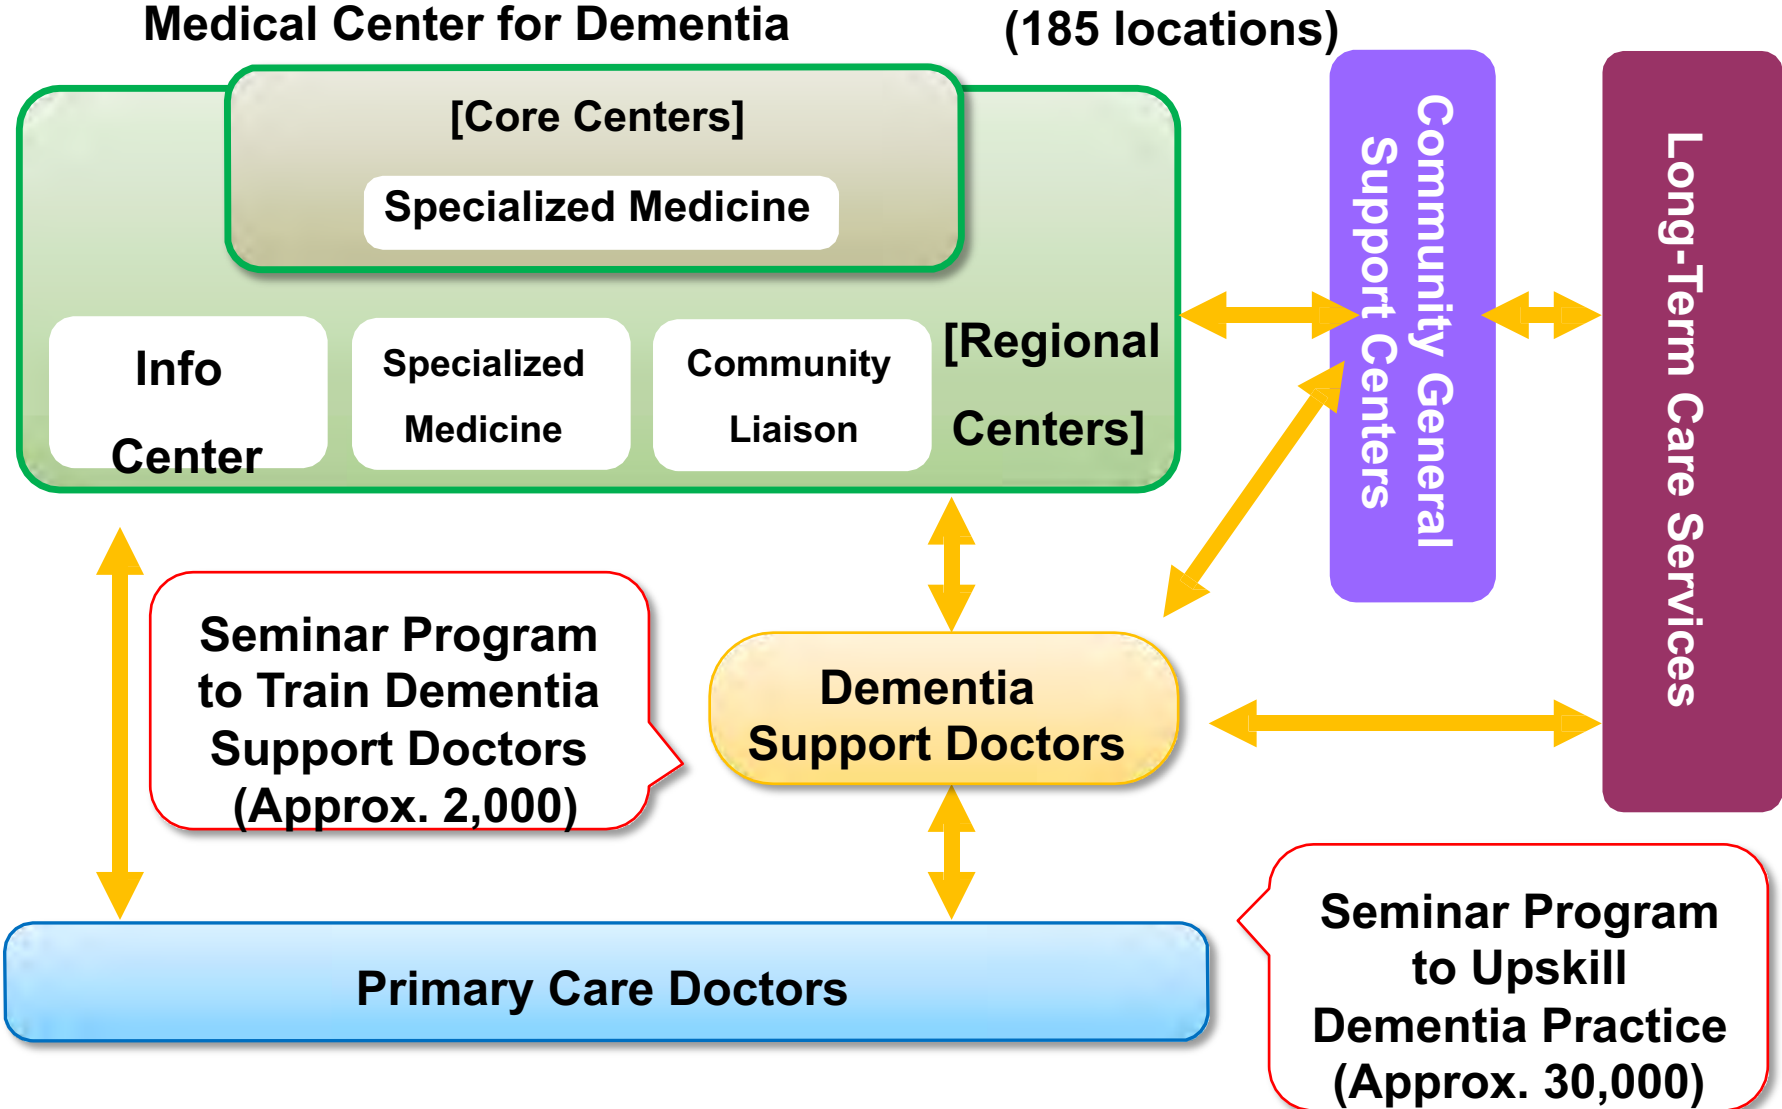 Medical Center for Dementia (185 locations)
[Core Centers]
Specialized Medicine
Info
Center
Specialized
Medicine
Community
Liaison
[Regional
Centers]
Community General
Support Centers
Long-Term Care Services
Seminar Program
to Train Dementia
Support Doctors
(Approx. 2,000)
Dementia
Support Doctors
Primary Care Doctors
Seminar Program
to Upskill
Dementia Practice
(Approx. 30,000)